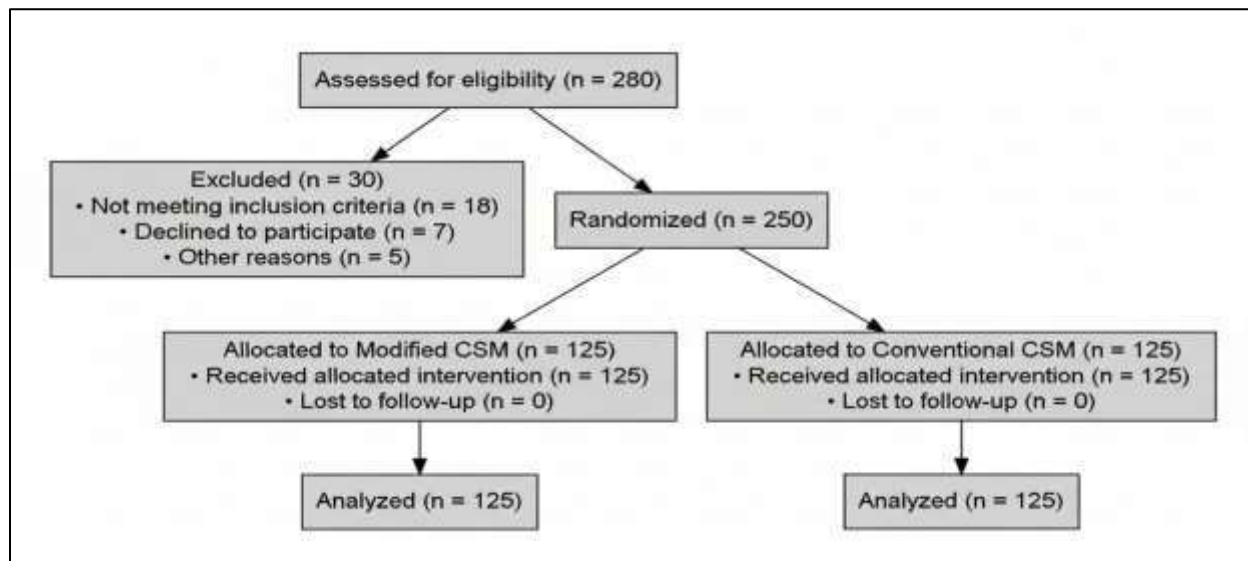 Assessed for eligibility (n = 280)
Excluded (n = 30)
• Not meeting inclusion criteria (n = 18)
• Declined to participate (n = 7)
• Other reasons (n = 5)
Randomized (n = 250)
Allocated to Modified CSM (n = 125)
• Received allocated intervention (n = 125)
• Lost to follow-up (n = 0)
Allocated to Conventional CSM (n = 125)
• Received allocated intervention (n = 125)
• Lost to follow-up (n = 0)
Analyzed (n = 125)
Analyzed (n = 125)